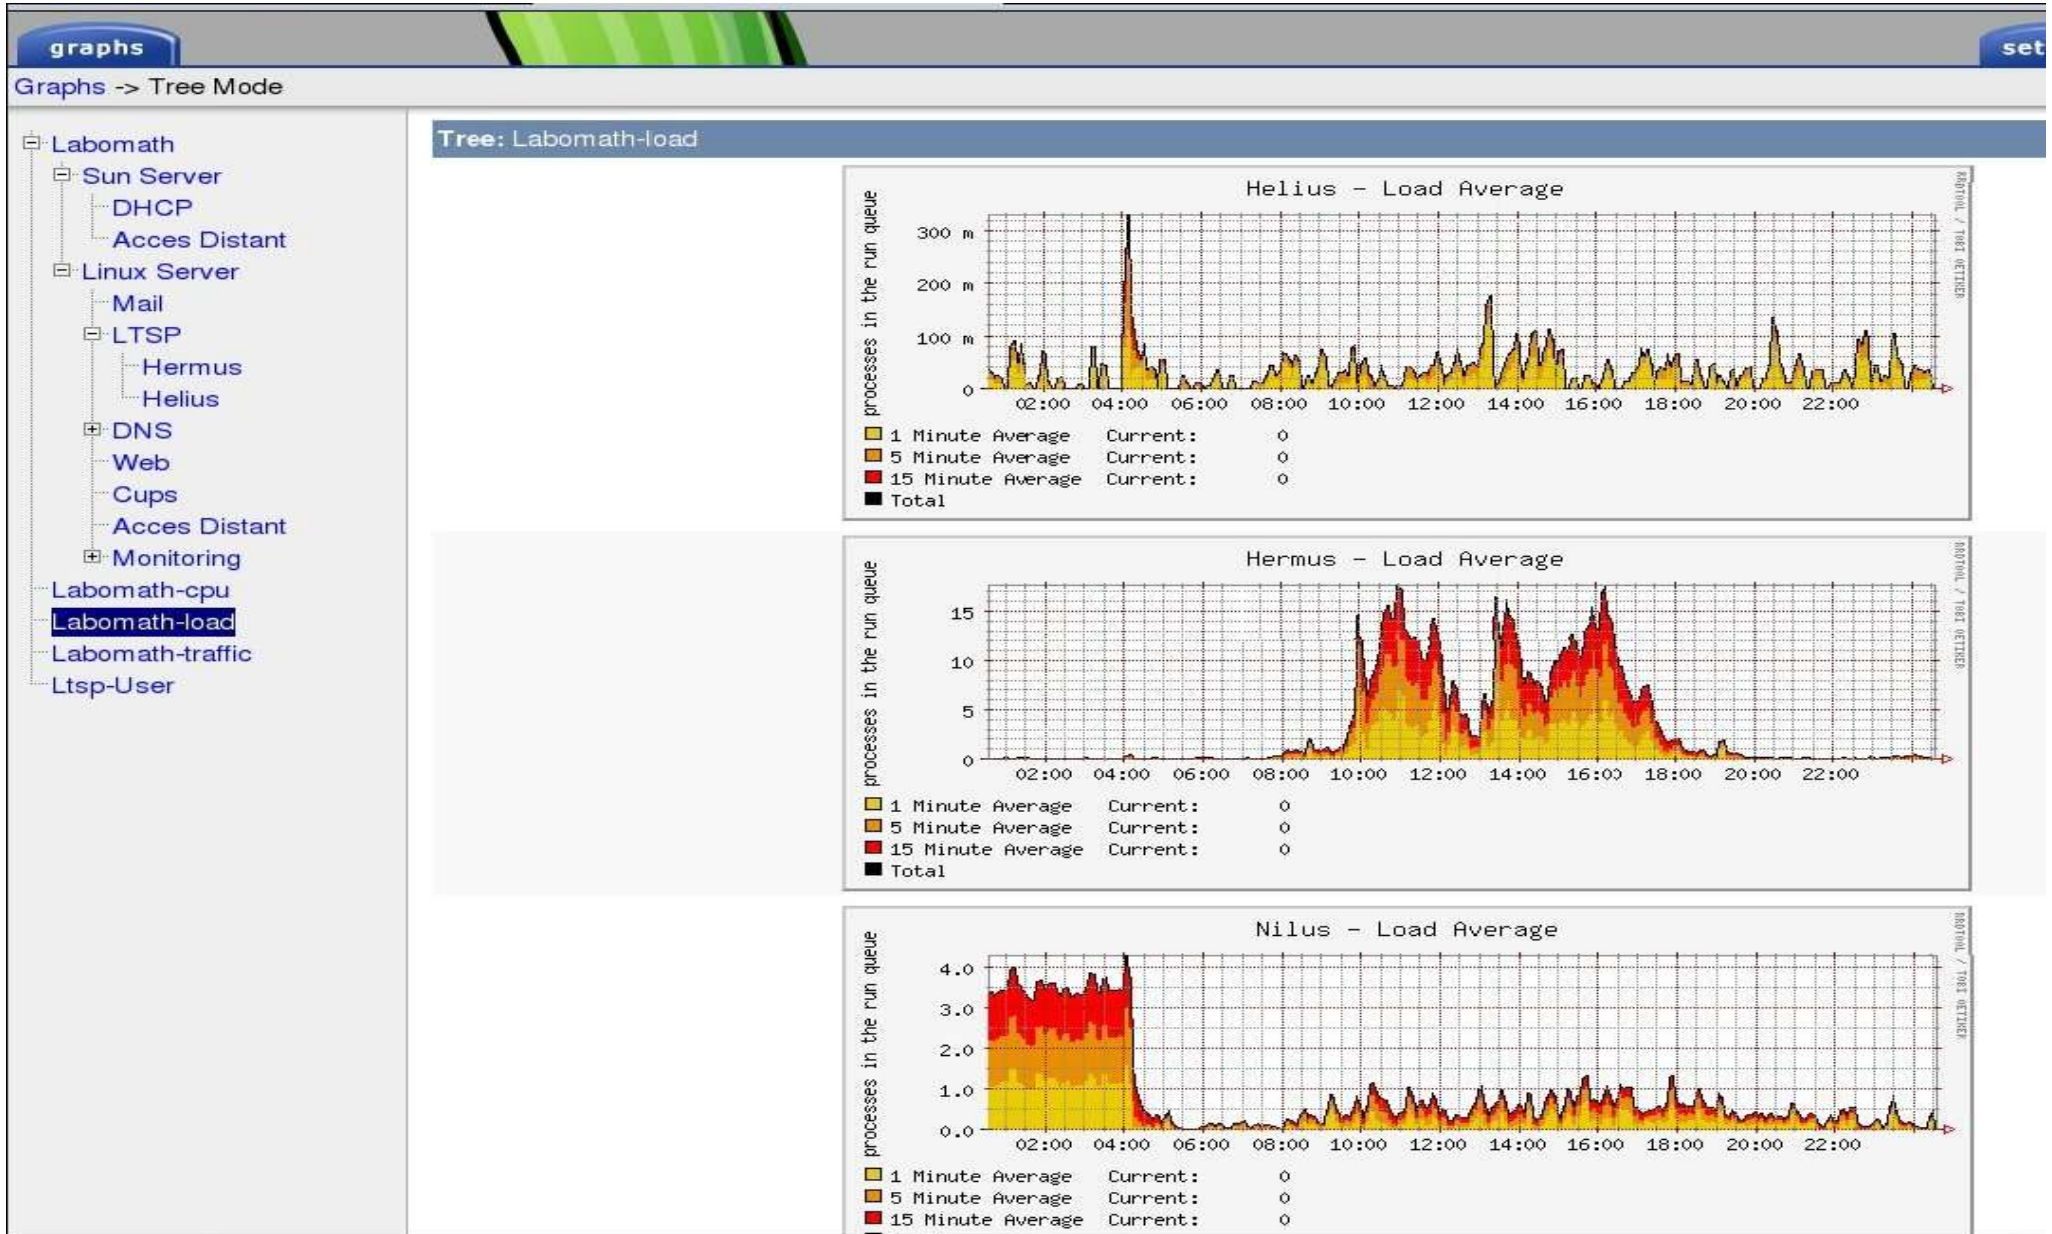 graphs
set
Graphs -> Tree Mode
Labomath
Sun Server
DHCP
Acces Distant
Linux Server
Mail
LTSP
Hermus
Helius
DNS
Web
Cups
Acces Distant
Monitoring
Labomath-cpu
Labomath-load
Labomath-traffic
Ltsp-User
Tree: Labomath-load
Helius - Load Average
RRDTOOL / TOBI OETIKER
processes in the run queue
300 m
200 m
100 m
0
02:00 04:00 06:00 08:00 10:00 12:00 14:00 16:00 18:00 20:00 22:00
1 Minute Average Current: 0
5 Minute Average Current: 0
15 Minute Average Current: 0
Total
Hermus - Load Average
RRDTOOL / TOBI OETIKER
processes in the run queue
15
10
5
0
02:00 04:00 06:00 08:00 10:00 12:00 14:00 16:00 18:00 20:00 22:00
1 Minute Average Current: 0
5 Minute Average Current: 0
15 Minute Average Current: 0
Total
Nilus - Load Average
RRDTOOL / TOBI OETIKER
processes in the run queue
4.0
3.0
2.0
1.0
0.0
02:00 04:00 06:00 08:00 10:00 12:00 14:00 16:00 18:00 20:00 22:00
1 Minute Average Current: 0
5 Minute Average Current: 0
15 Minute Average Current: 0